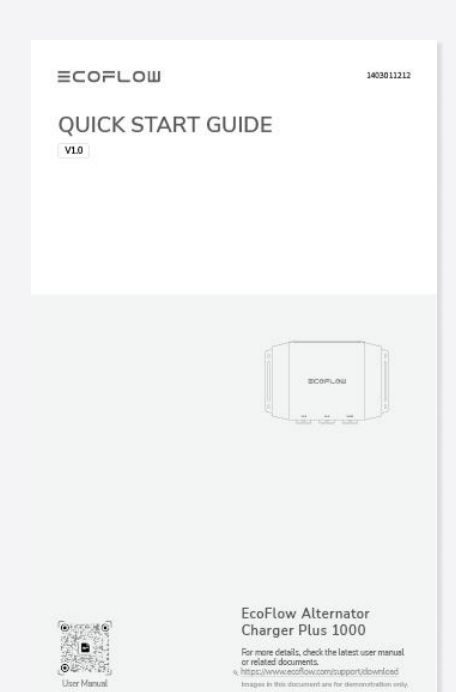 ECOFLOW
1403011212
QUICK START GUIDE
V1.0
ECOFLOW
EcoFlow Alternator
Charger Plus 1000
For more details, check the latest user manual
or related documents.
https://www.ecoflow.com/support/download
Images in this document are for demonstration only.
User Manual